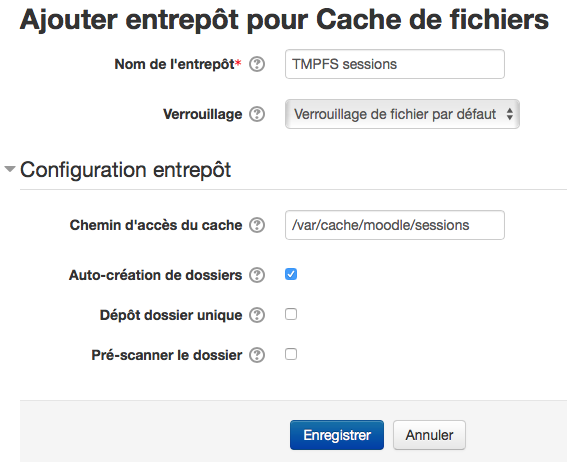 Ajouter entrepôt pour Cache de fichiers
Nom de l'entrepôt* ? TMPFS sessions
Verrouillage ? Verrouillage de fichier par défaut
Configuration entrepôt
Chemin d'accès du cache ? /var/cache/moodle/sessions
Auto-création de dossiers ?
Dépôt dossier unique ?
Pré-scanner le dossier ?
Enregistrer Annuler